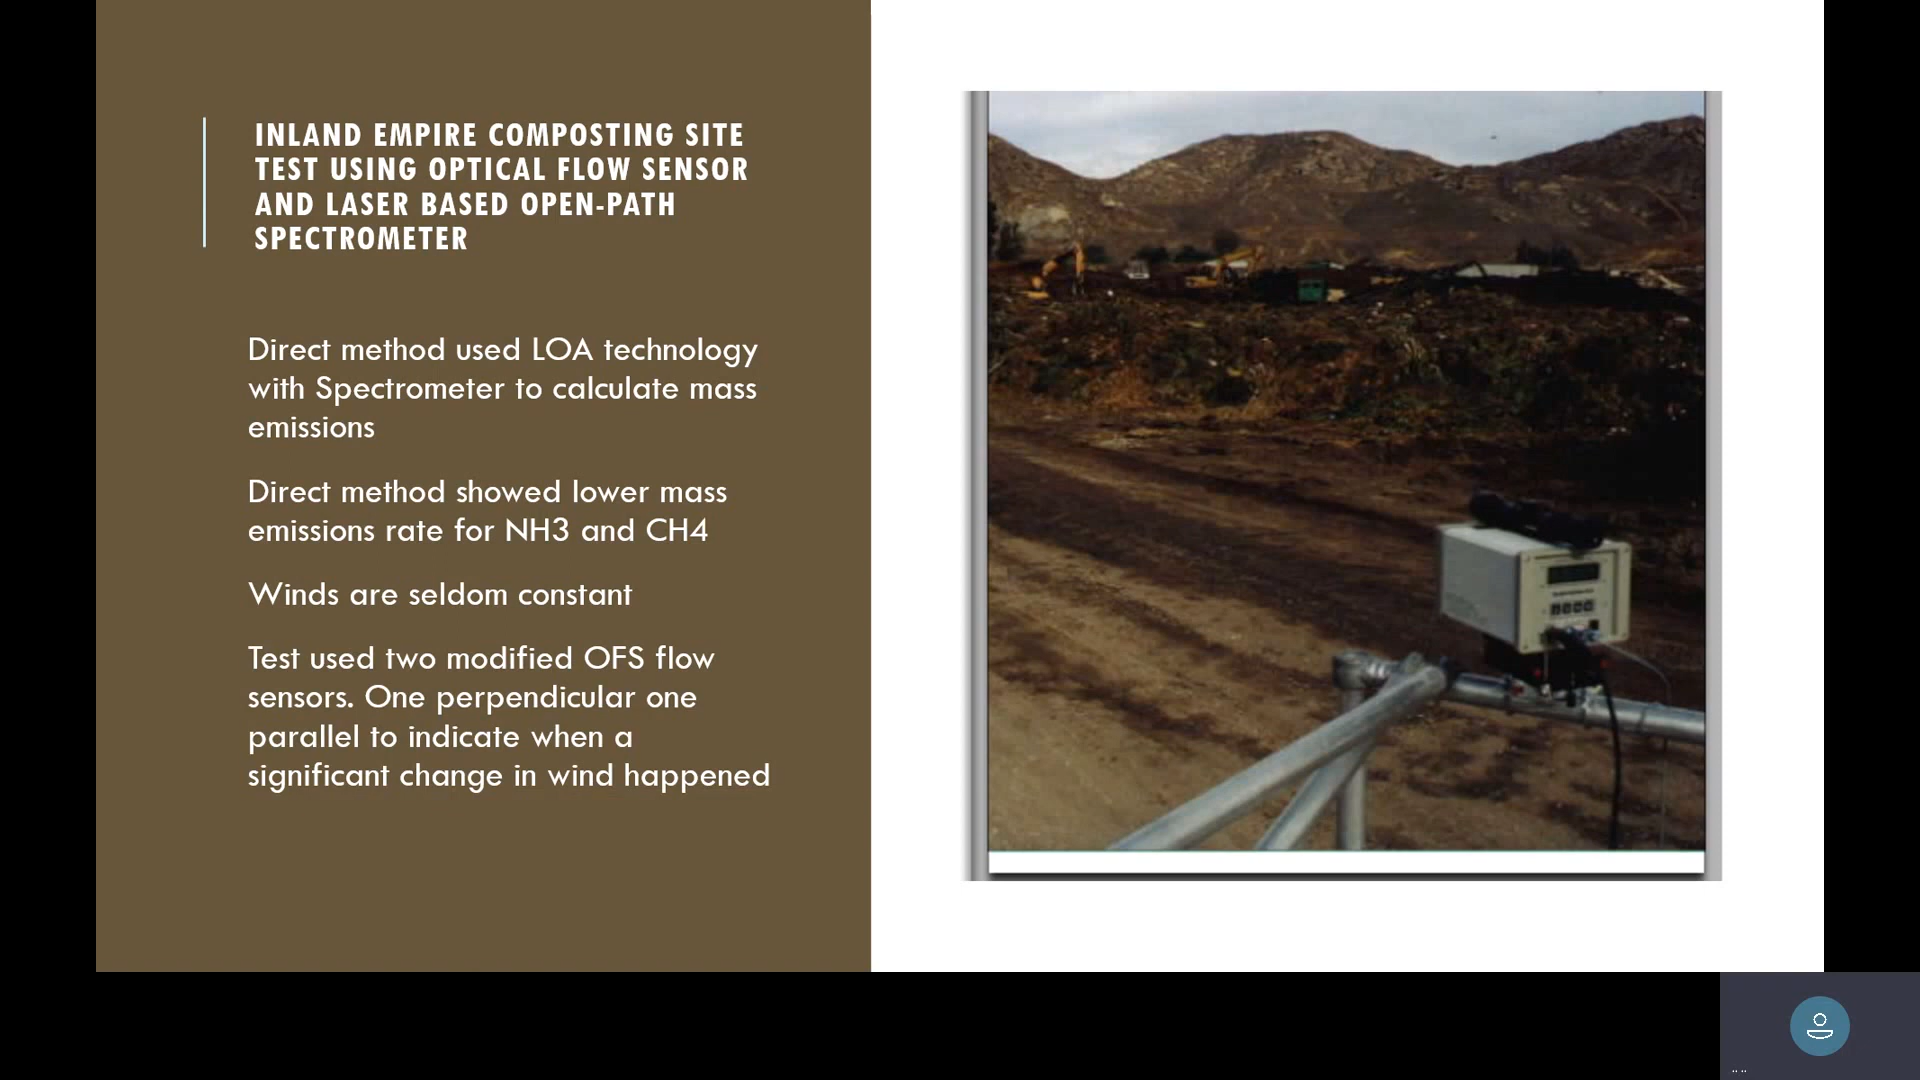 INLAND EMPIRE COMPOSTING SITE
TEST USING OPTICAL FLOW SENSOR
AND LASER BASED OPEN-PATH
SPECTROMETER
Direct method used LOA technology
with Spectrometer to calculate mass
emissions
Direct method showed lower mass
emissions rate for NH3 and CH4
Winds are seldom constant
Test used two modified OFS flow
sensors. One perpendicular one
parallel to indicate when a
significant change in wind happened